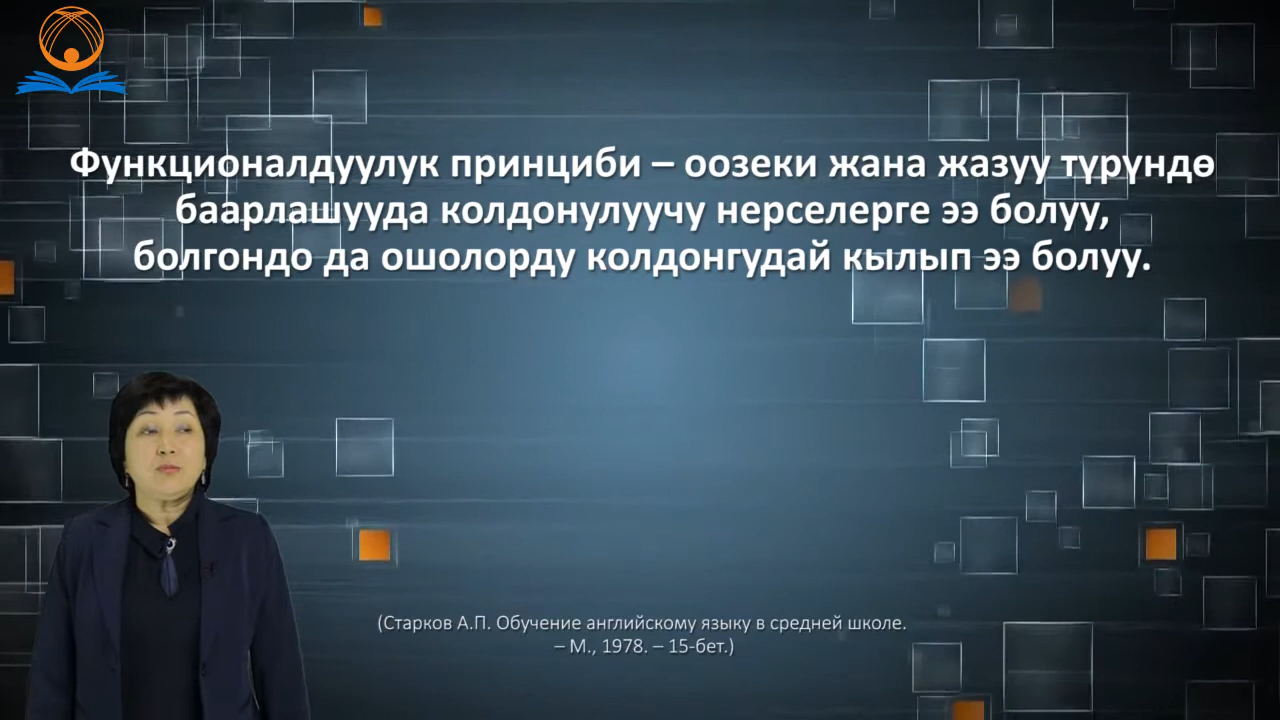 Функционалдуулук принциби – оозеки жана жазуу түрүндө
баарлашууда колдонулуучу нерселерге ээ болуу,
болгондо да ошолорду колдонгудай кылып ээ болуу.
(Старков А.П. Обучение английскому языку в средней школе.
– М., 1978. – 15-бет.)